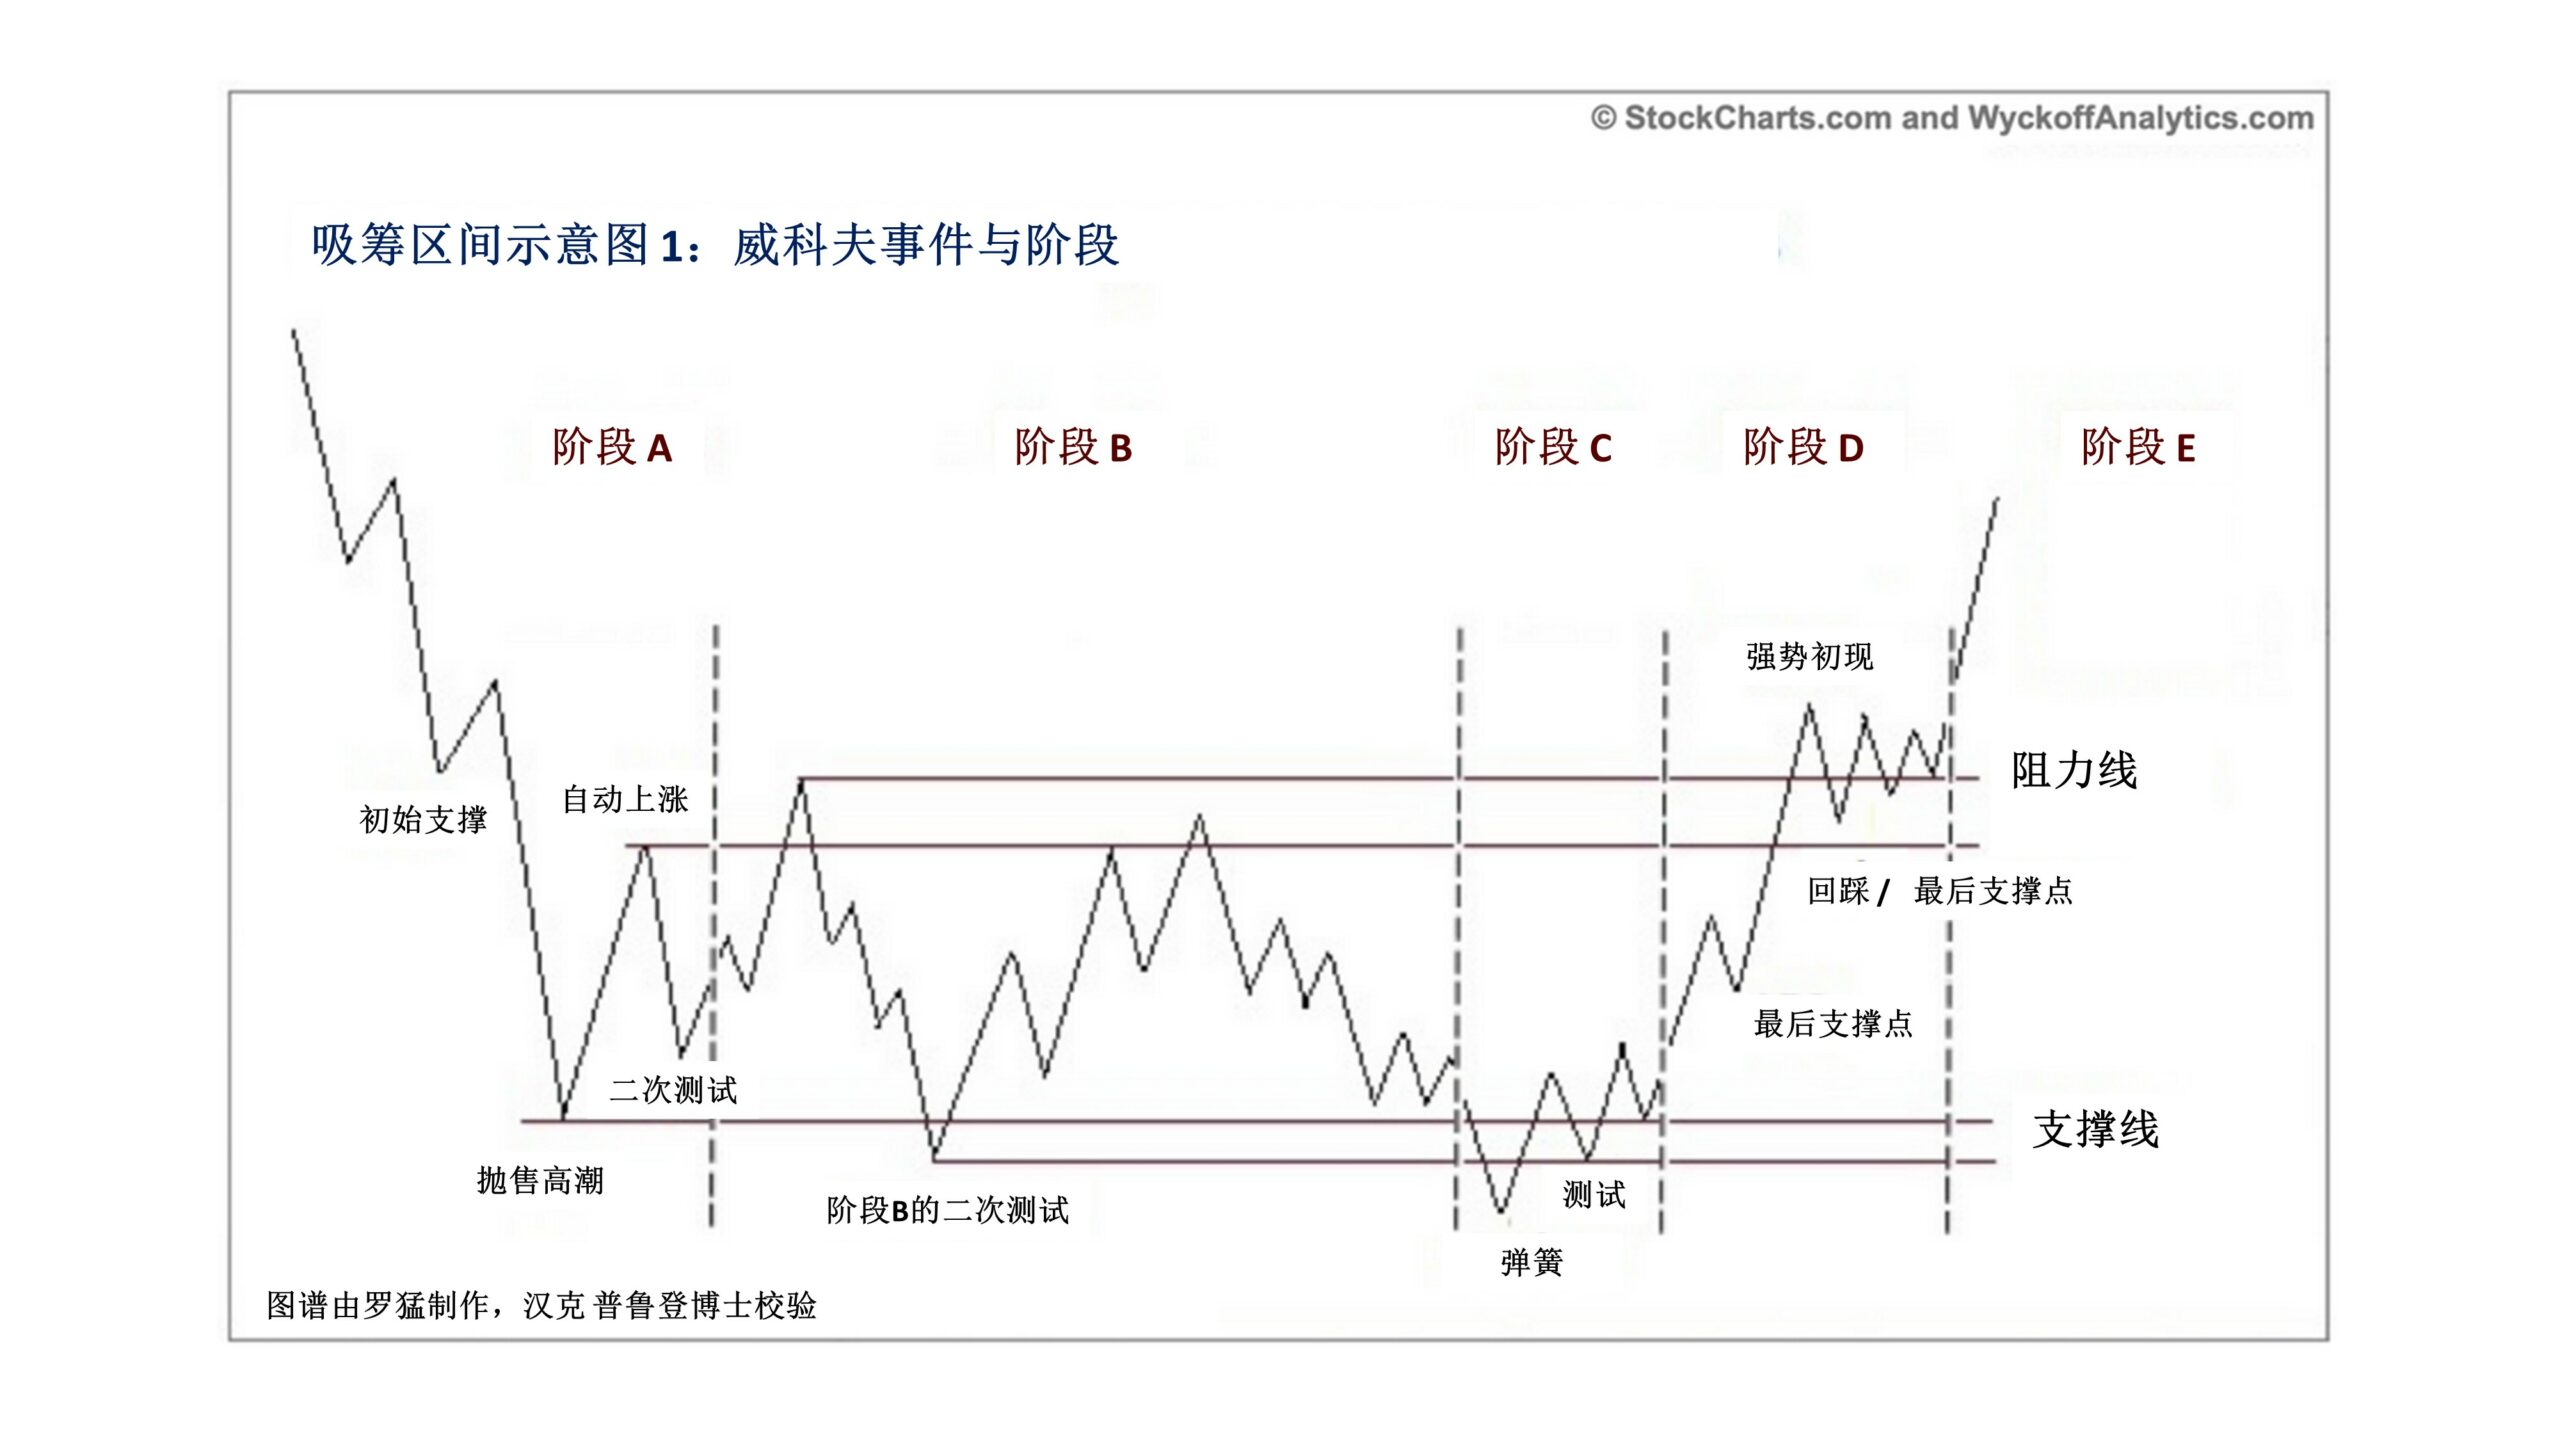 © StockCharts.com and WyckoffAnalytics.com
吸筹区间示意图 1：威科夫事件与阶段
阶段 A
阶段 B
阶段 C
阶段 D
阶段 E
强势初现
阻力线
自动上涨
初始支撑
回踩 / 最后支撑点
最后支撑点
二次测试
支撑线
抛售高潮
测试
阶段B的二次测试
弹簧
图谱由罗猛制作，汉克 普鲁登博士校验